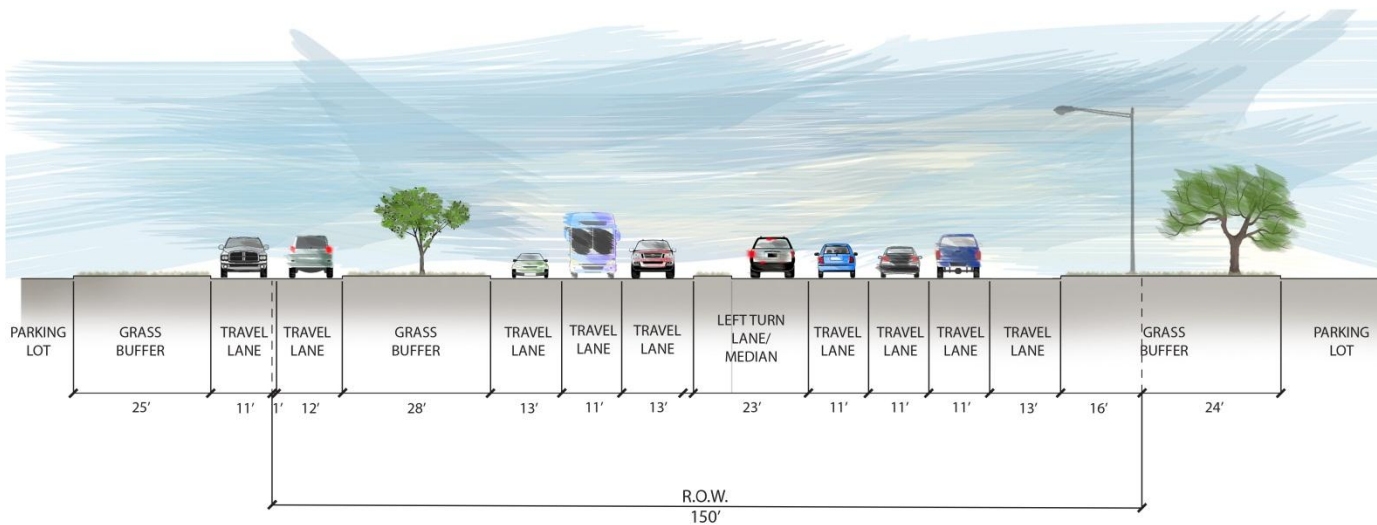 PARKING
LOT
GRASS
BUFFER
TRAVEL
LANE
TRAVEL
LANE
GRASS
BUFFER
TRAVEL
LANE
TRAVEL
LANE
TRAVEL
LANE
LEFT TURN
LANE/
MEDIAN
TRAVEL
LANE
TRAVEL
LANE
TRAVEL
LANE
TRAVEL
LANE
GRASS
BUFFER
PARKING
LOT
25’ 11’ 1’ 12’ 28’ 13’ 11’ 13’ 23’ 11’ 11’ 11’ 13’ 16’ 24’
R.O.W.
150’